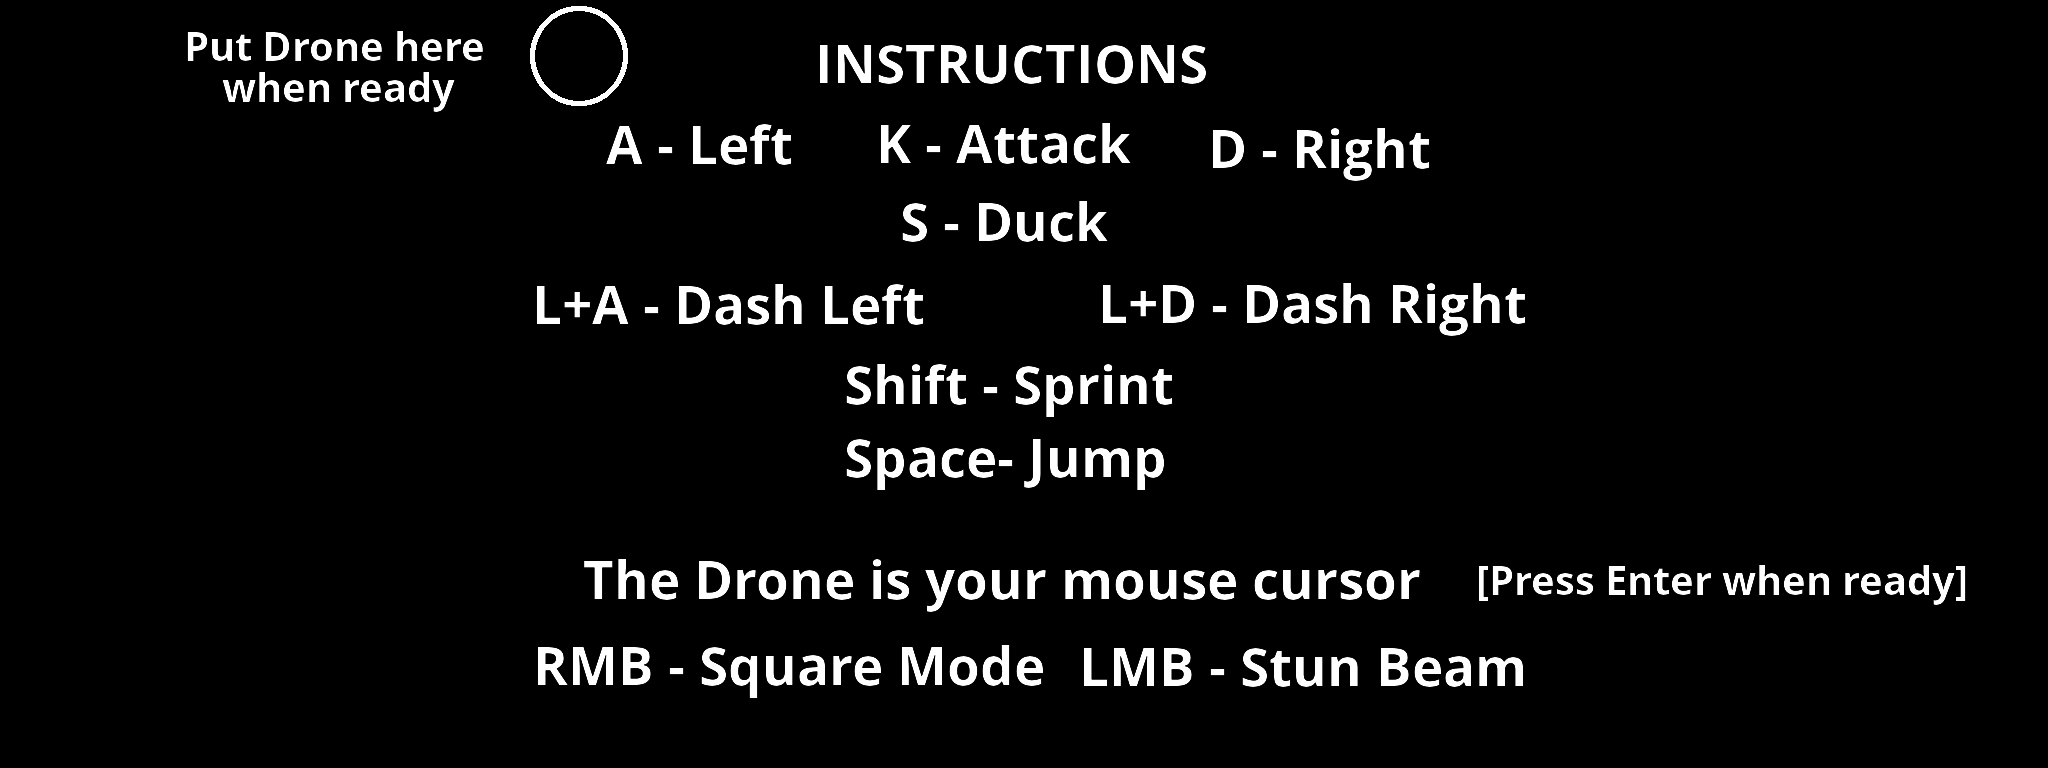 Put Drone here
when ready
INSTRUCTIONS
A - Left
K - Attack
D - Right
S - Duck
L+A - Dash Left
L+D - Dash Right
Shift - Sprint
Space- Jump
The Drone is your mouse cursor
[Press Enter when ready]
RMB - Square Mode
LMB - Stun Beam